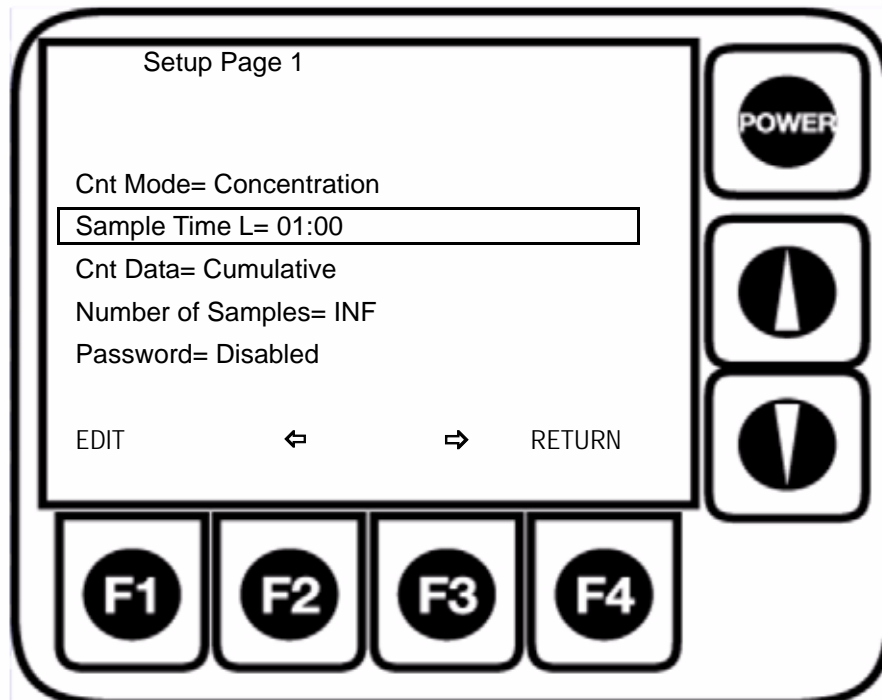 Setup Page 1
POWER
Cnt Mode= Concentration
Sample Time L= 01:00
Cnt Data= Cumulative
Number of Samples= INF
Password= Disabled
EDIT ⇦ ⇨ RETURN
F1 F2 F3 F4